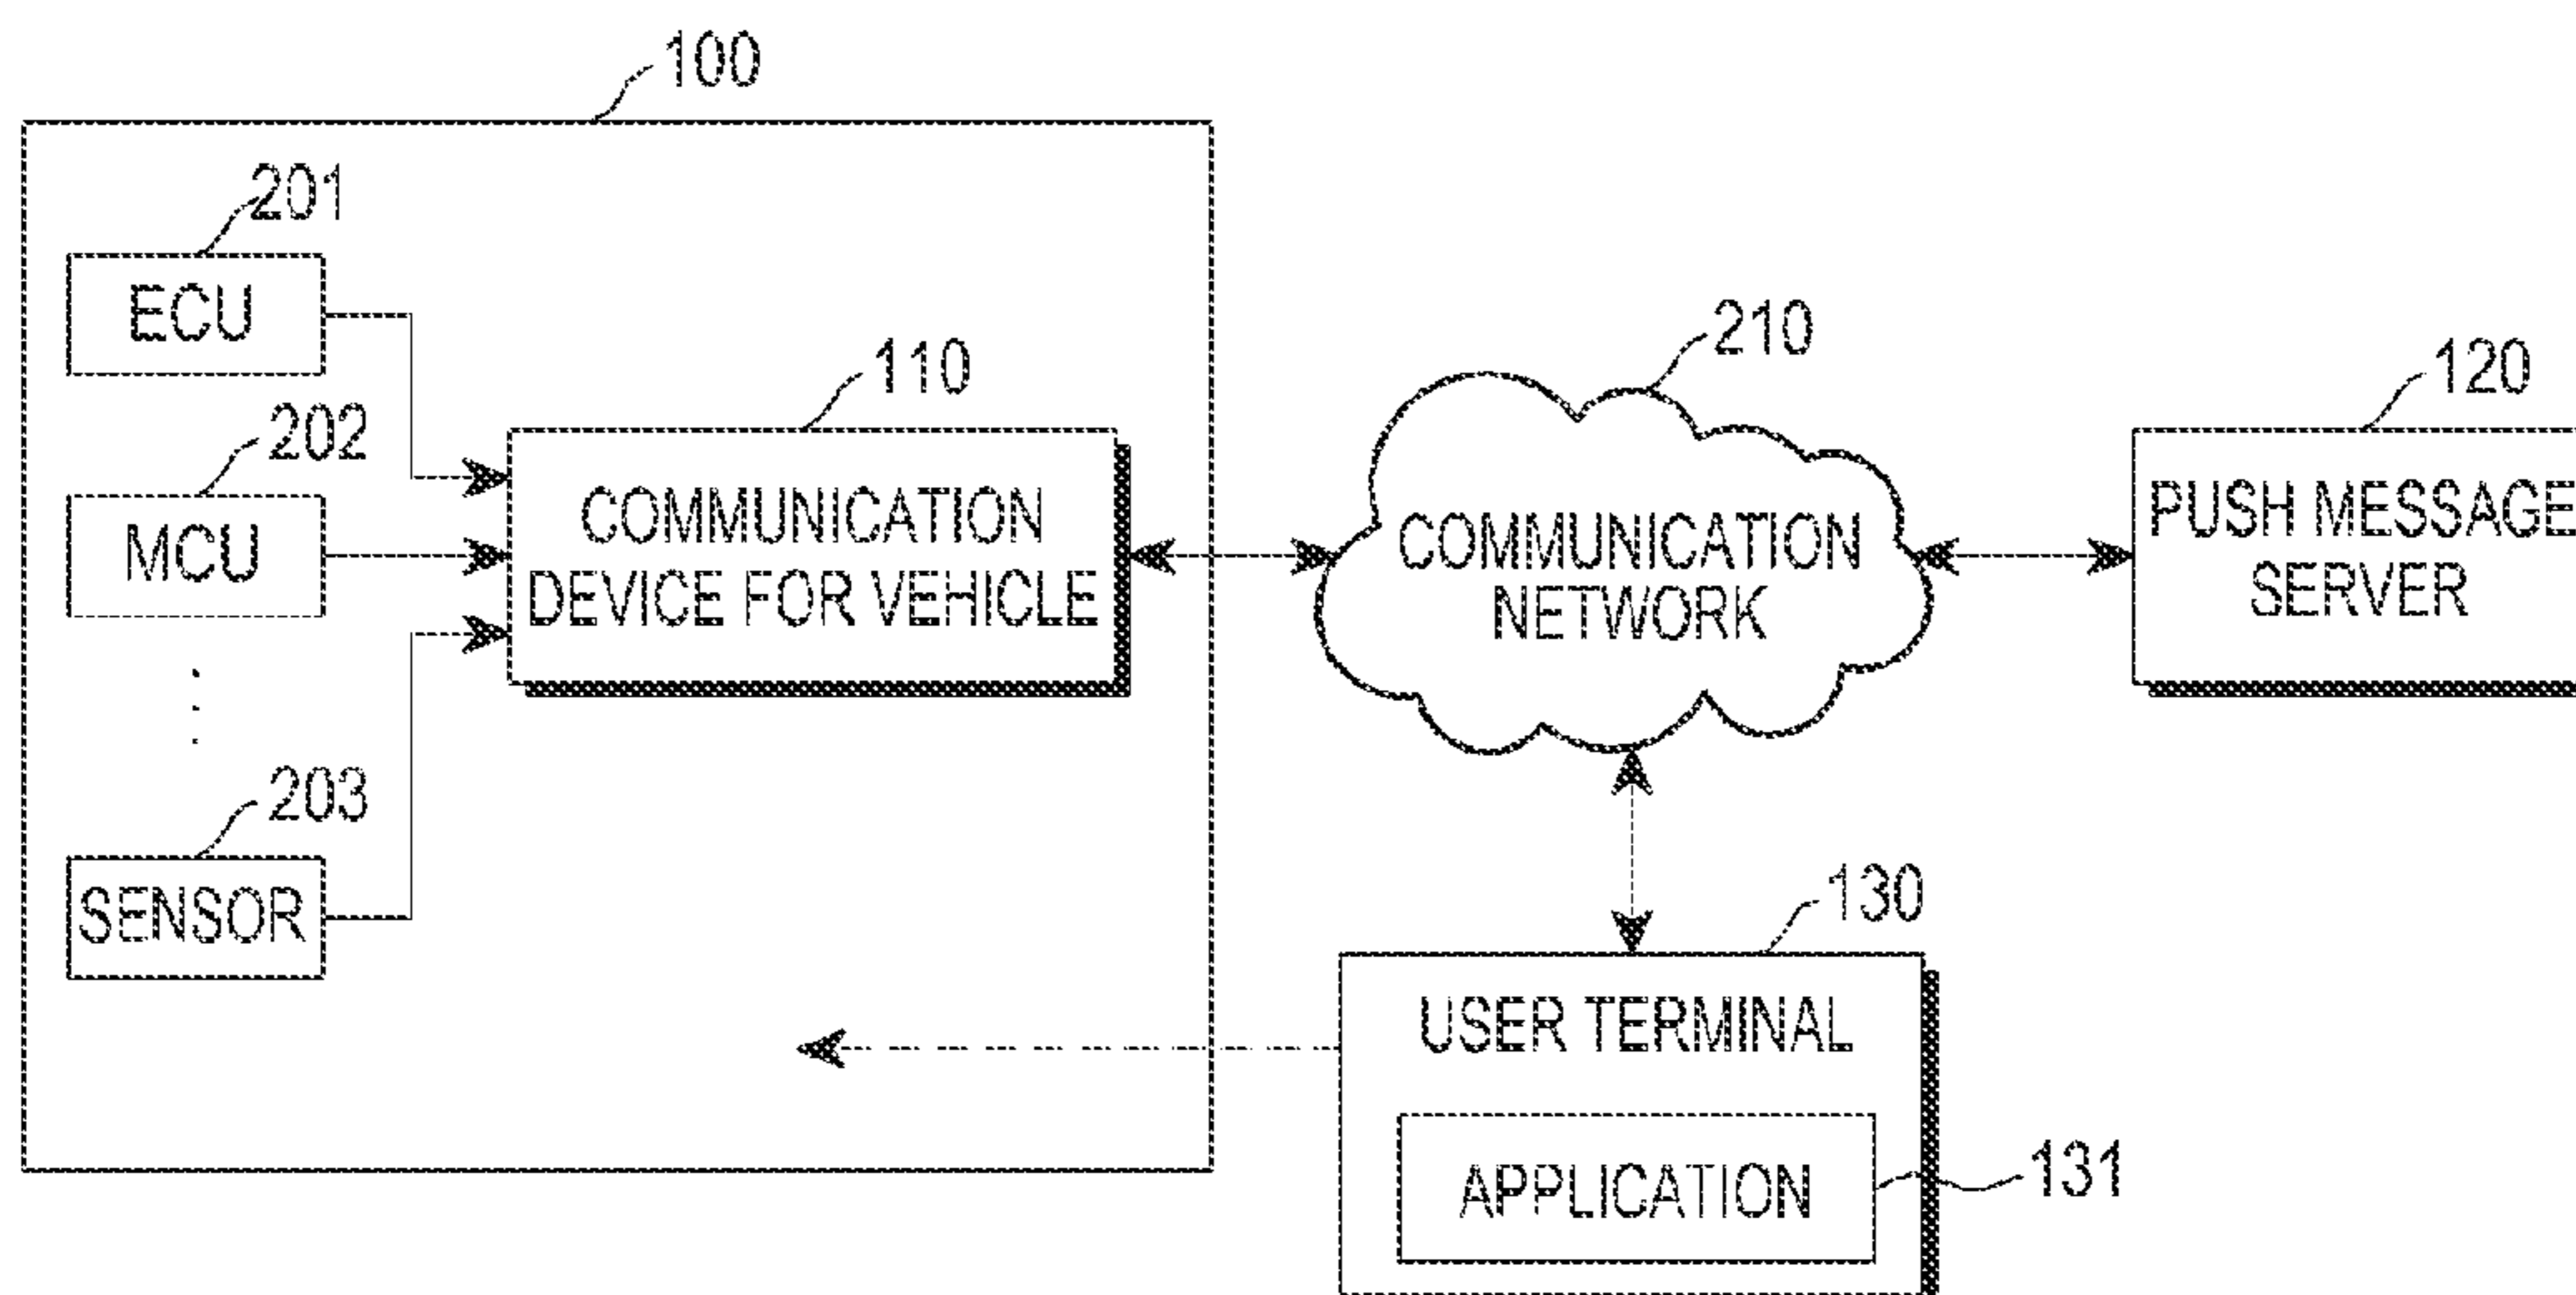 100
201
ECU
202
MCU
203
SENSOR
110
COMMUNICATION
DEVICE FOR VEHICLE
210
COMMUNICATION
NETWORK
120
PUSH MESSAGE
SERVER
130
USER TERMINAL
APPLICATION
131